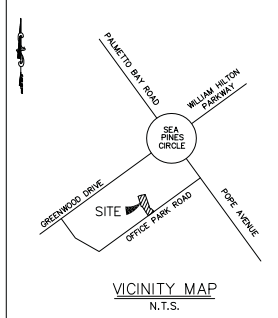 PALMETTO BAY ROAD
WILLIAM HILTON
PARKWAY
SEA
PINES
CIRCLE
GREENWOOD DRIVE
SITE
OFFICE PARK ROAD
POPE AVENUE
VICINITY MAP
N.T.S.